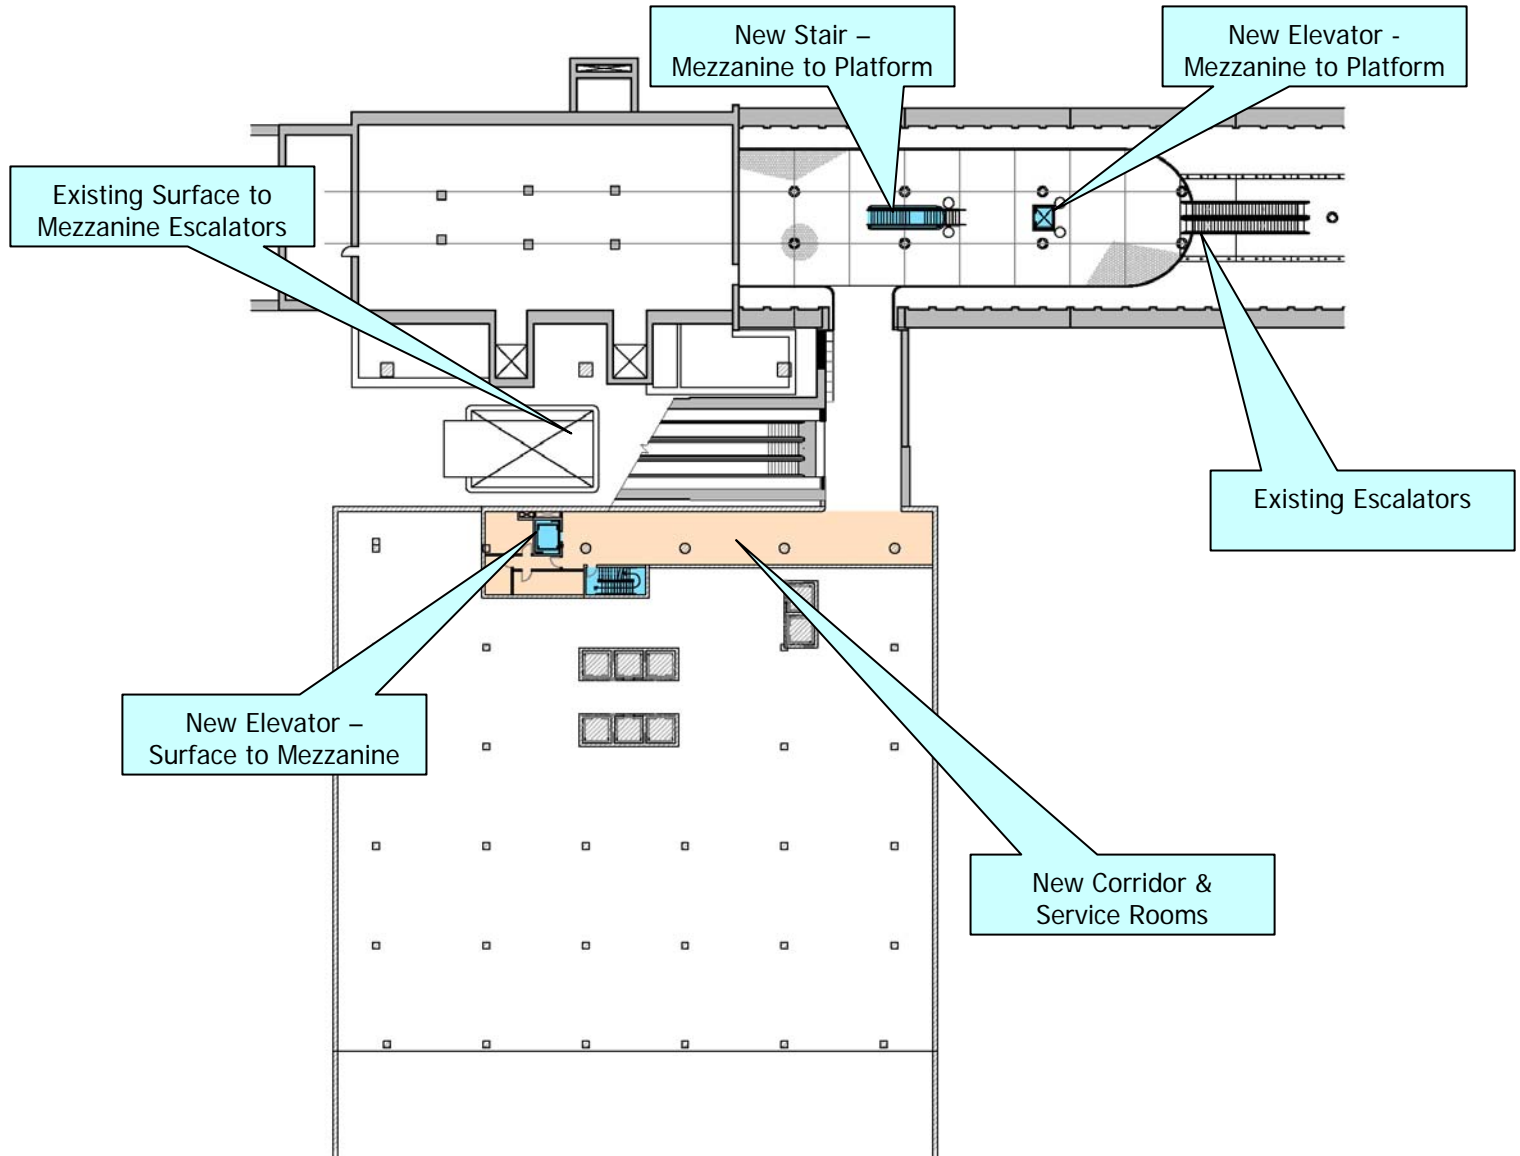 New Stair –
Mezzanine to Platform
New Elevator -
Mezzanine to Platform
Existing Surface to
Mezzanine Escalators
Existing Escalators
New Elevator –
Surface to Mezzanine
New Corridor &
Service Rooms